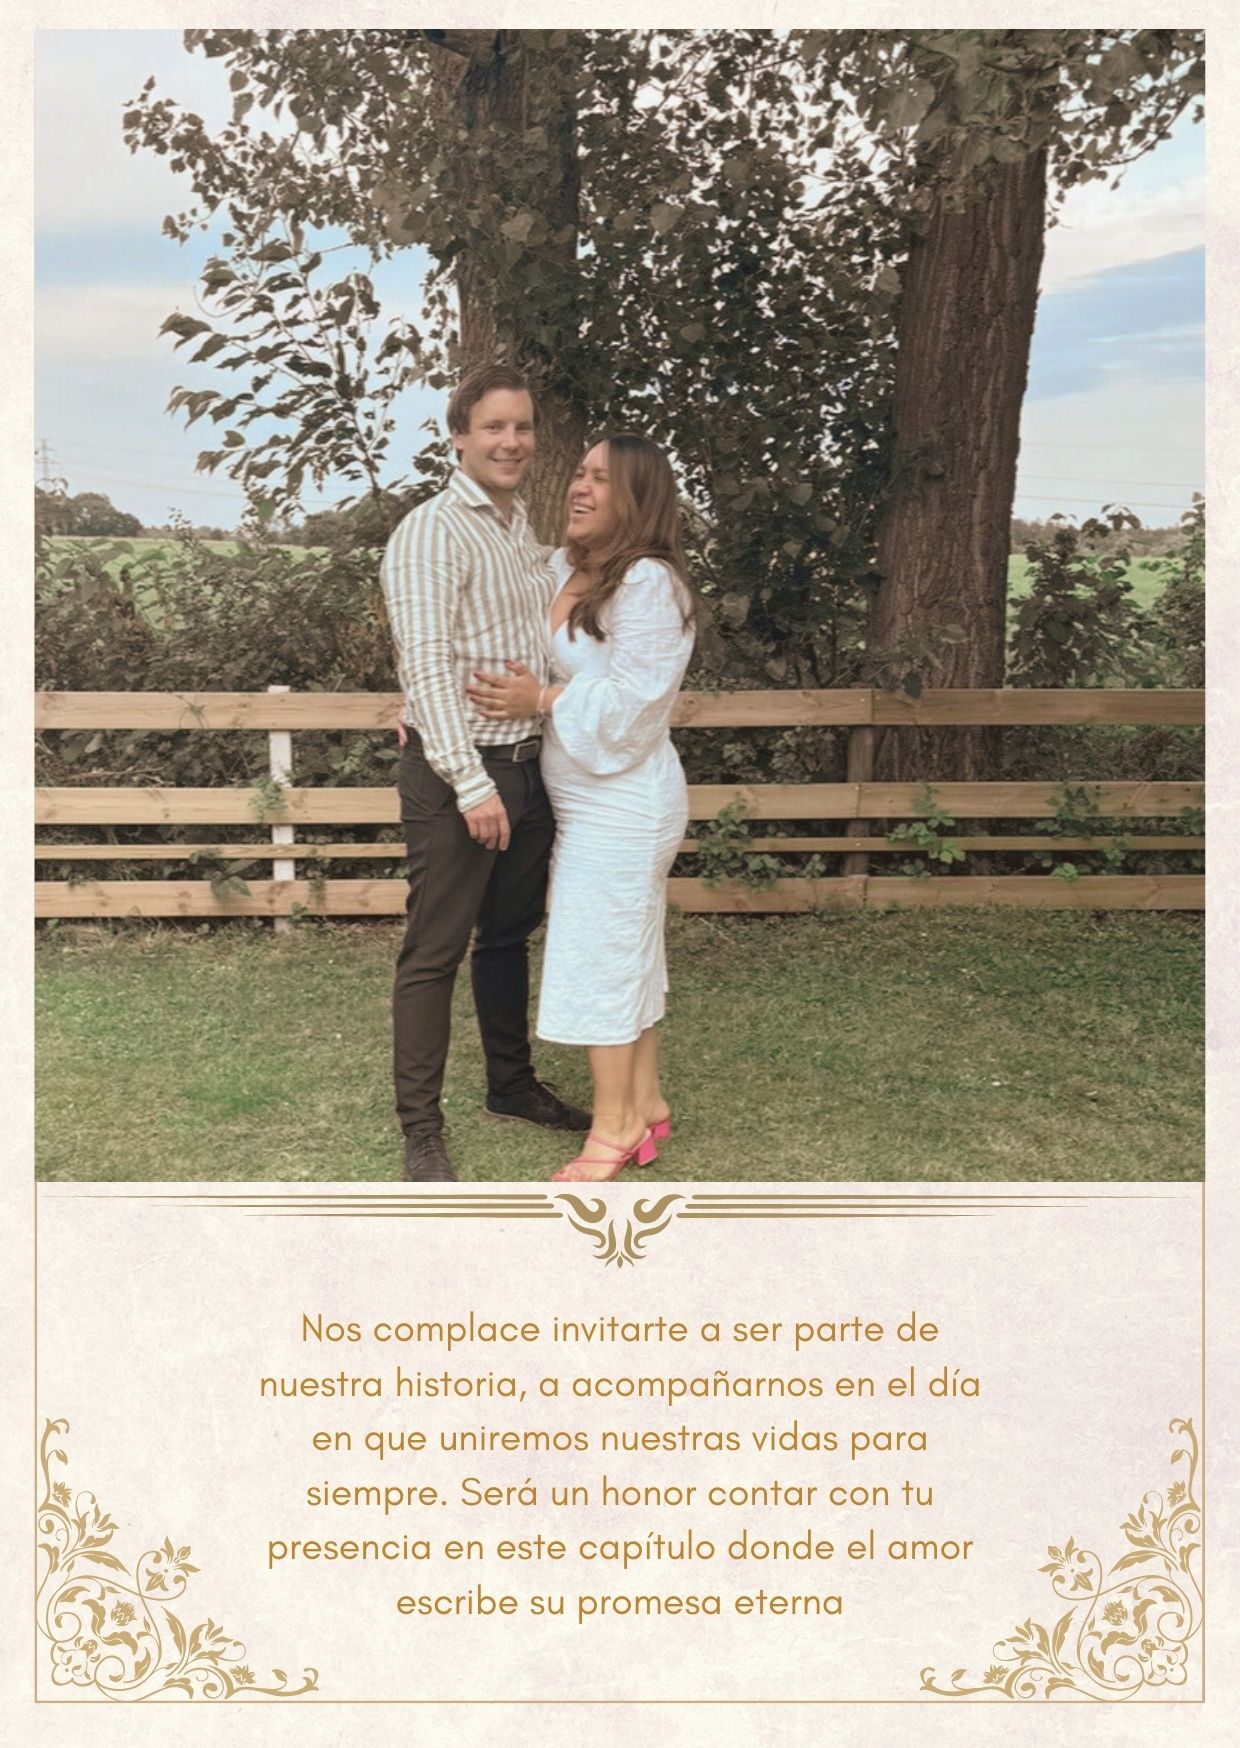 Nos complace invitarte a ser parte de
nuestra historia, a acompañarnos en el día
en que uniremos nuestras vidas para
siempre. Será un honor contar con tu
presencia en este capítulo donde el amor
escribe su promesa eterna